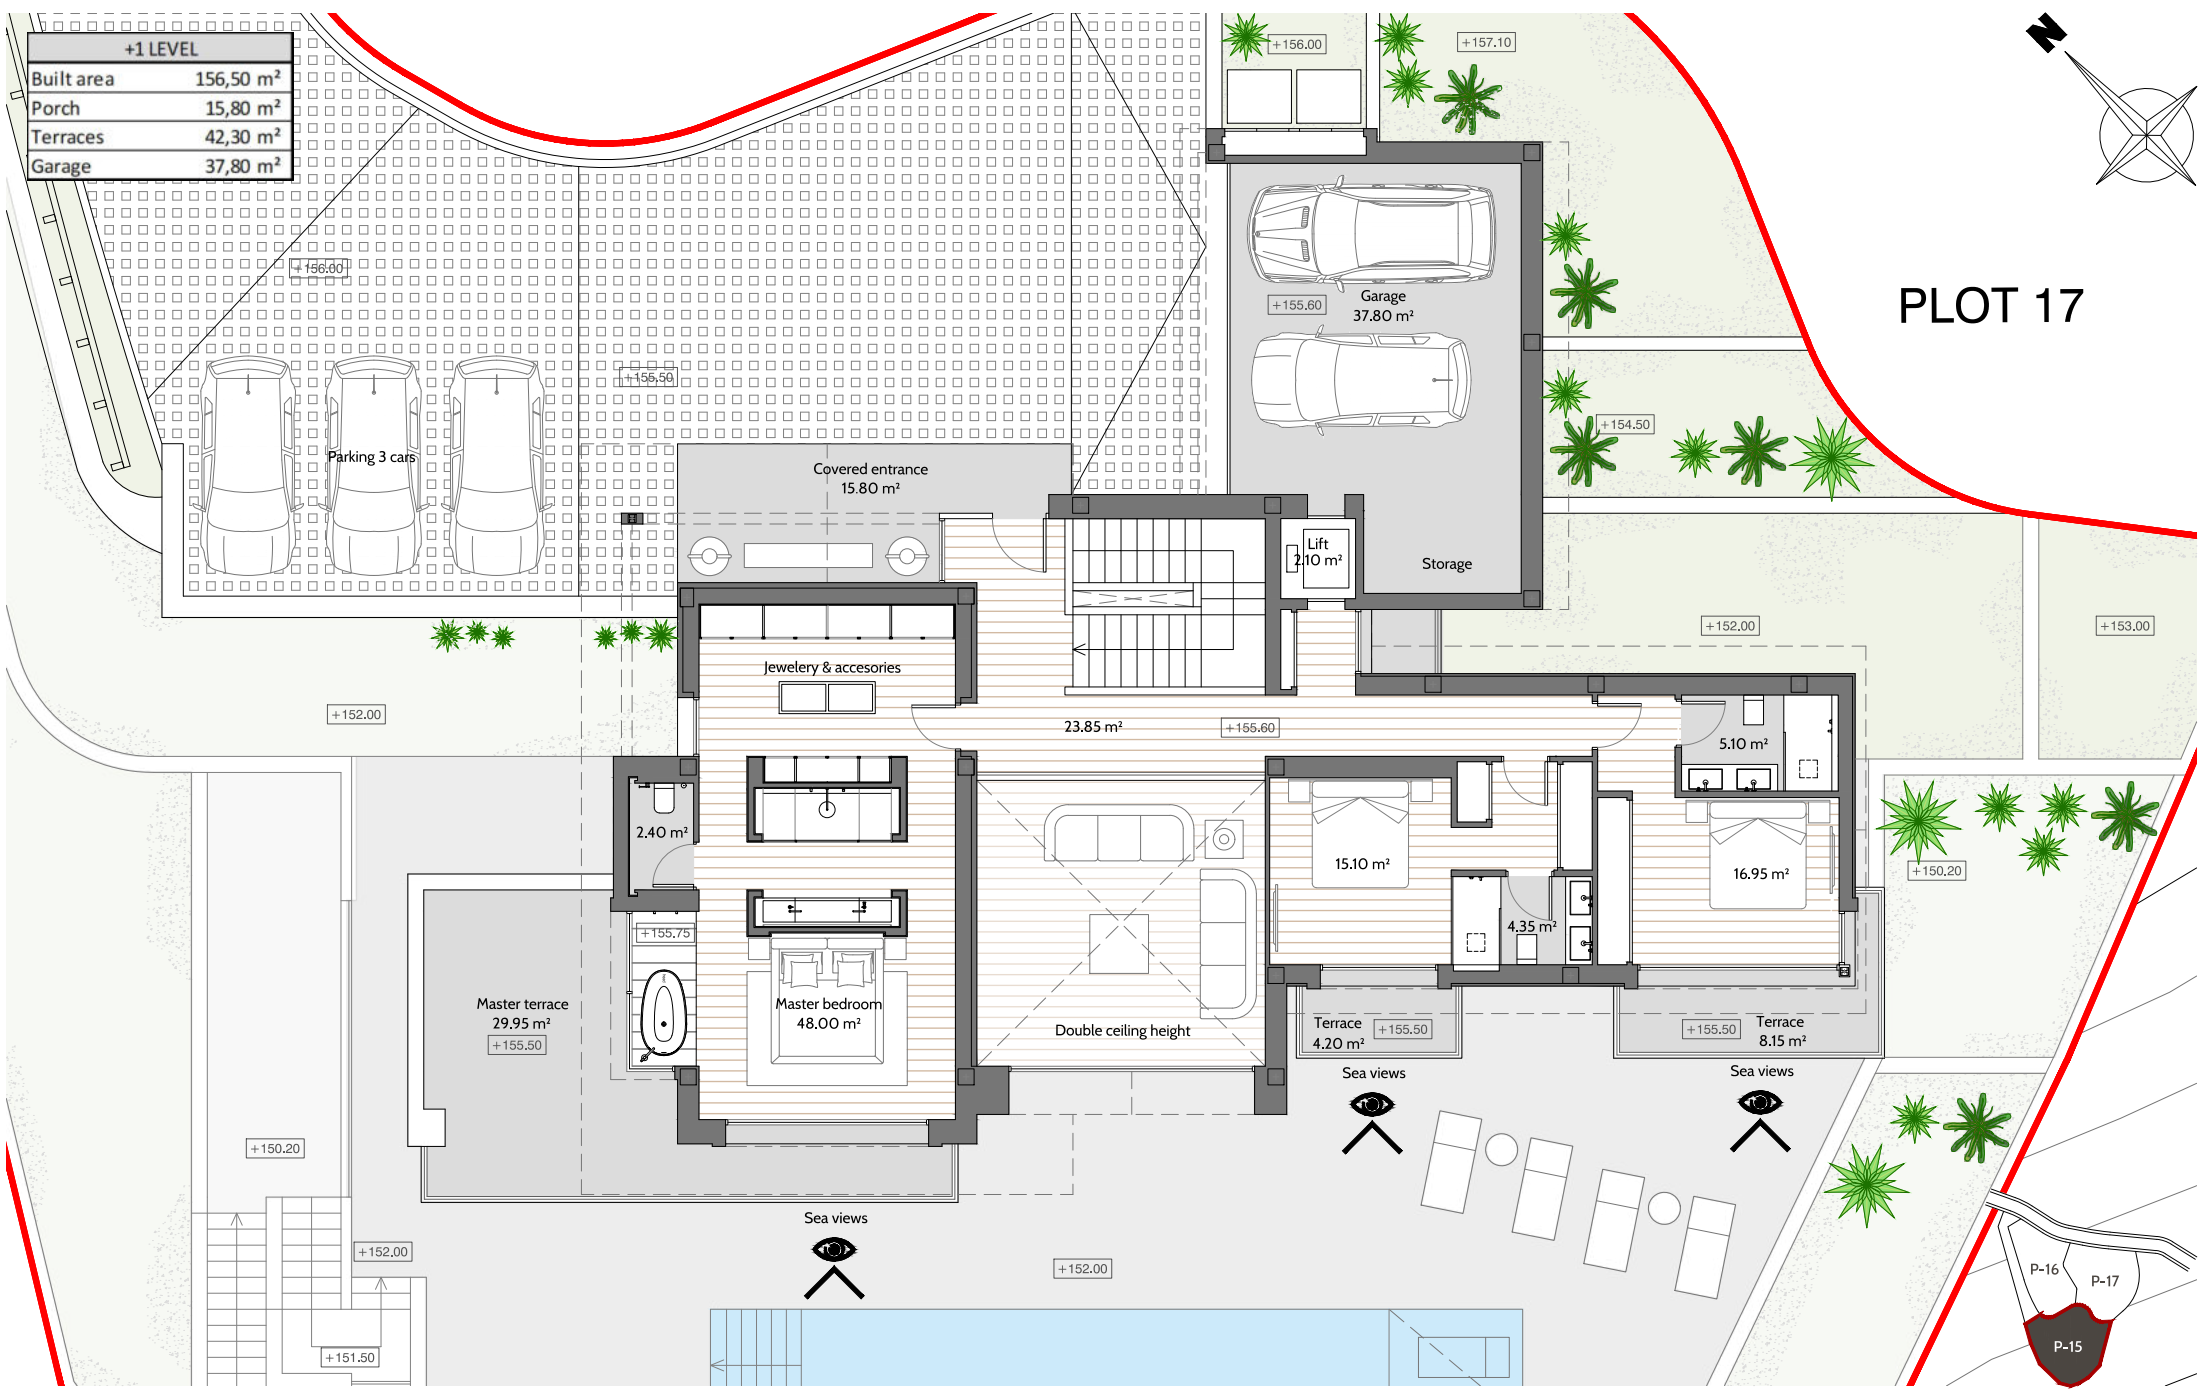 +1 LEVEL
Built area 156,50 m²
Porch 15,80 m²
Terraces 42,30 m²
Garage 37,80 m²
+156.00
+157.10
N
PLOT 17
+156.00
+155.50
+155.60
Garage
37.80 m²
+154.50
Parking 3 cars
Covered entrance
15.80 m²
Lift
2.10 m²
Storage
+152.00
+153.00
Jewelery & accesories
+152.00
23.85 m²
+155.60
5.10 m²
2.40 m²
15.10 m²
16.95 m²
+150.20
4.35 m²
+155.75
Master terrace
29.95 m²
+155.50
Master bedroom
48.00 m²
Double ceiling height
Terrace
4.20 m²
+155.50
+155.50
Terrace
8.15 m²
Sea views
Sea views
+150.20
Sea views
+152.00
+152.00
+151.50
P-16
P-17
P-15